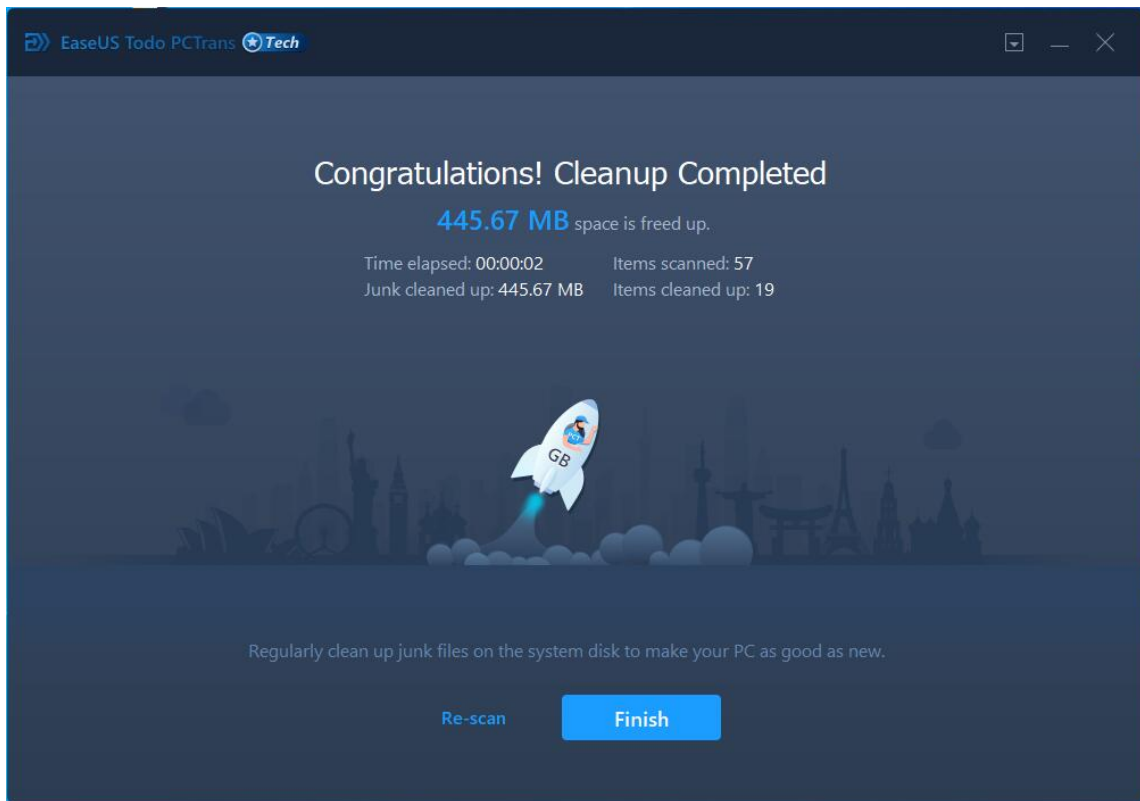 EaseUS Todo PCTrans Tech
Congratulations! Cleanup Completed
445.67 MB space is freed up.
Time elapsed: 00:00:02 Items scanned: 57
Junk cleaned up: 445.67 MB Items cleaned up: 19
PCT
GB
Regularly clean up junk files on the system disk to make your PC as good as new.
Re-scan Finish